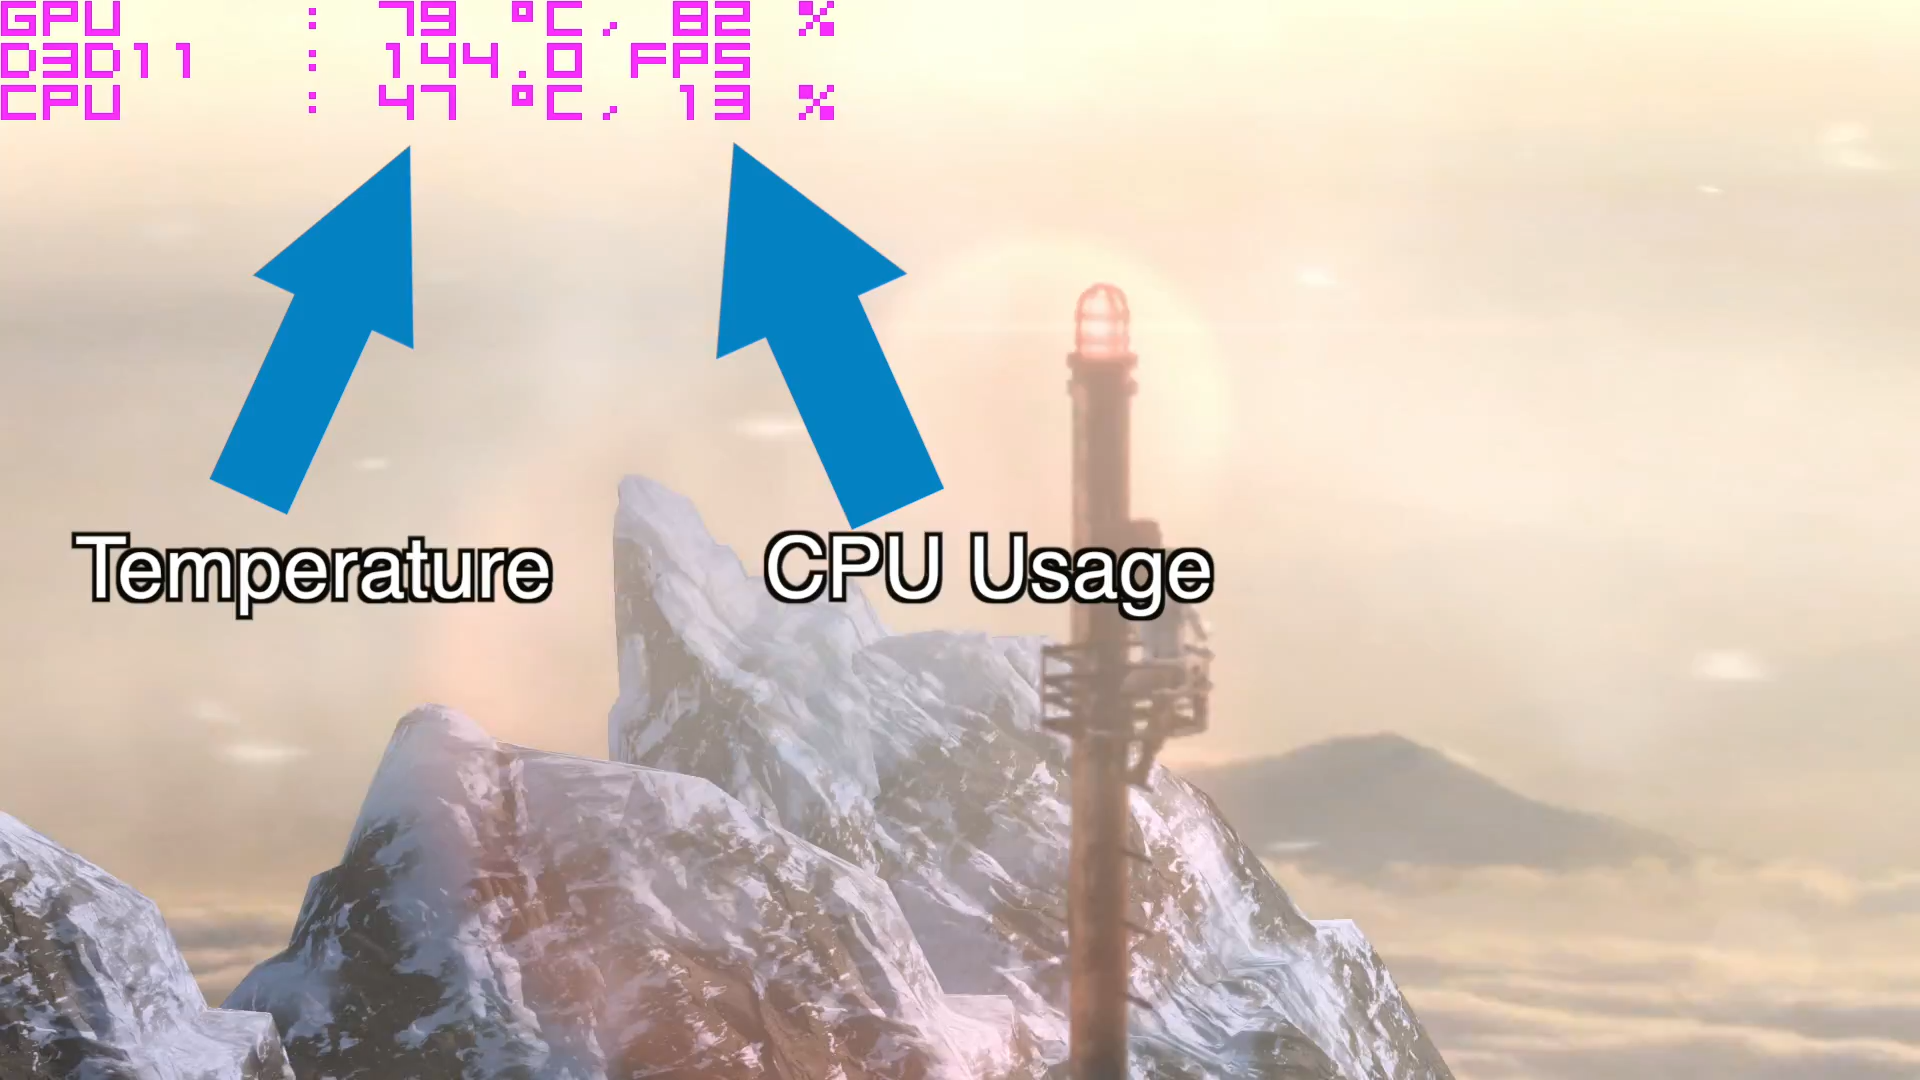 GPU : 79 °C, 82 %
D3D11 : 144.0 FPS
CPU : 47 °C, 13 %
Temperature
CPU Usage